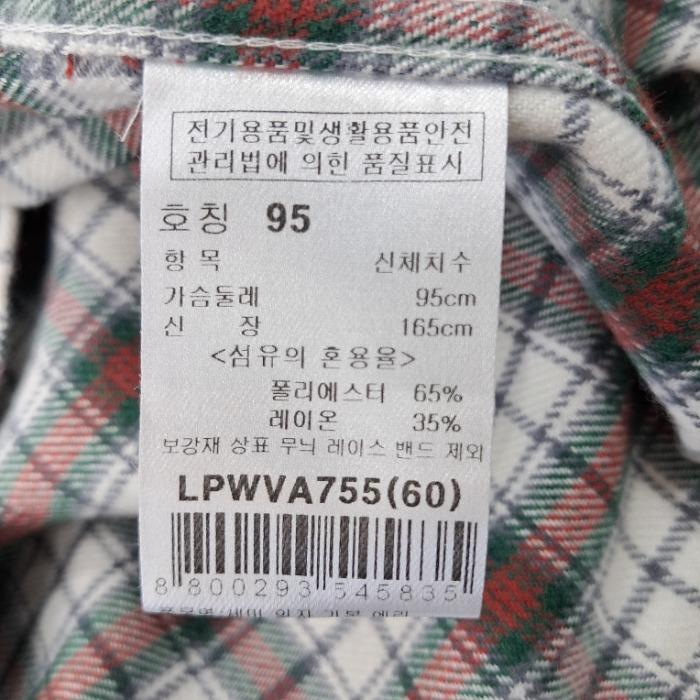 전기용품및생활용품안전
관리법에 의한 품질표시
호칭 95
항 목 신체치수
가슴둘레 95cm
신 장 165cm
<섬유의 혼용율>
폴리에스터 65%
레이온 35%
보강재 상표 무늬 레이스 밴드 제외
LPWVA755(60)
8 800293 545835